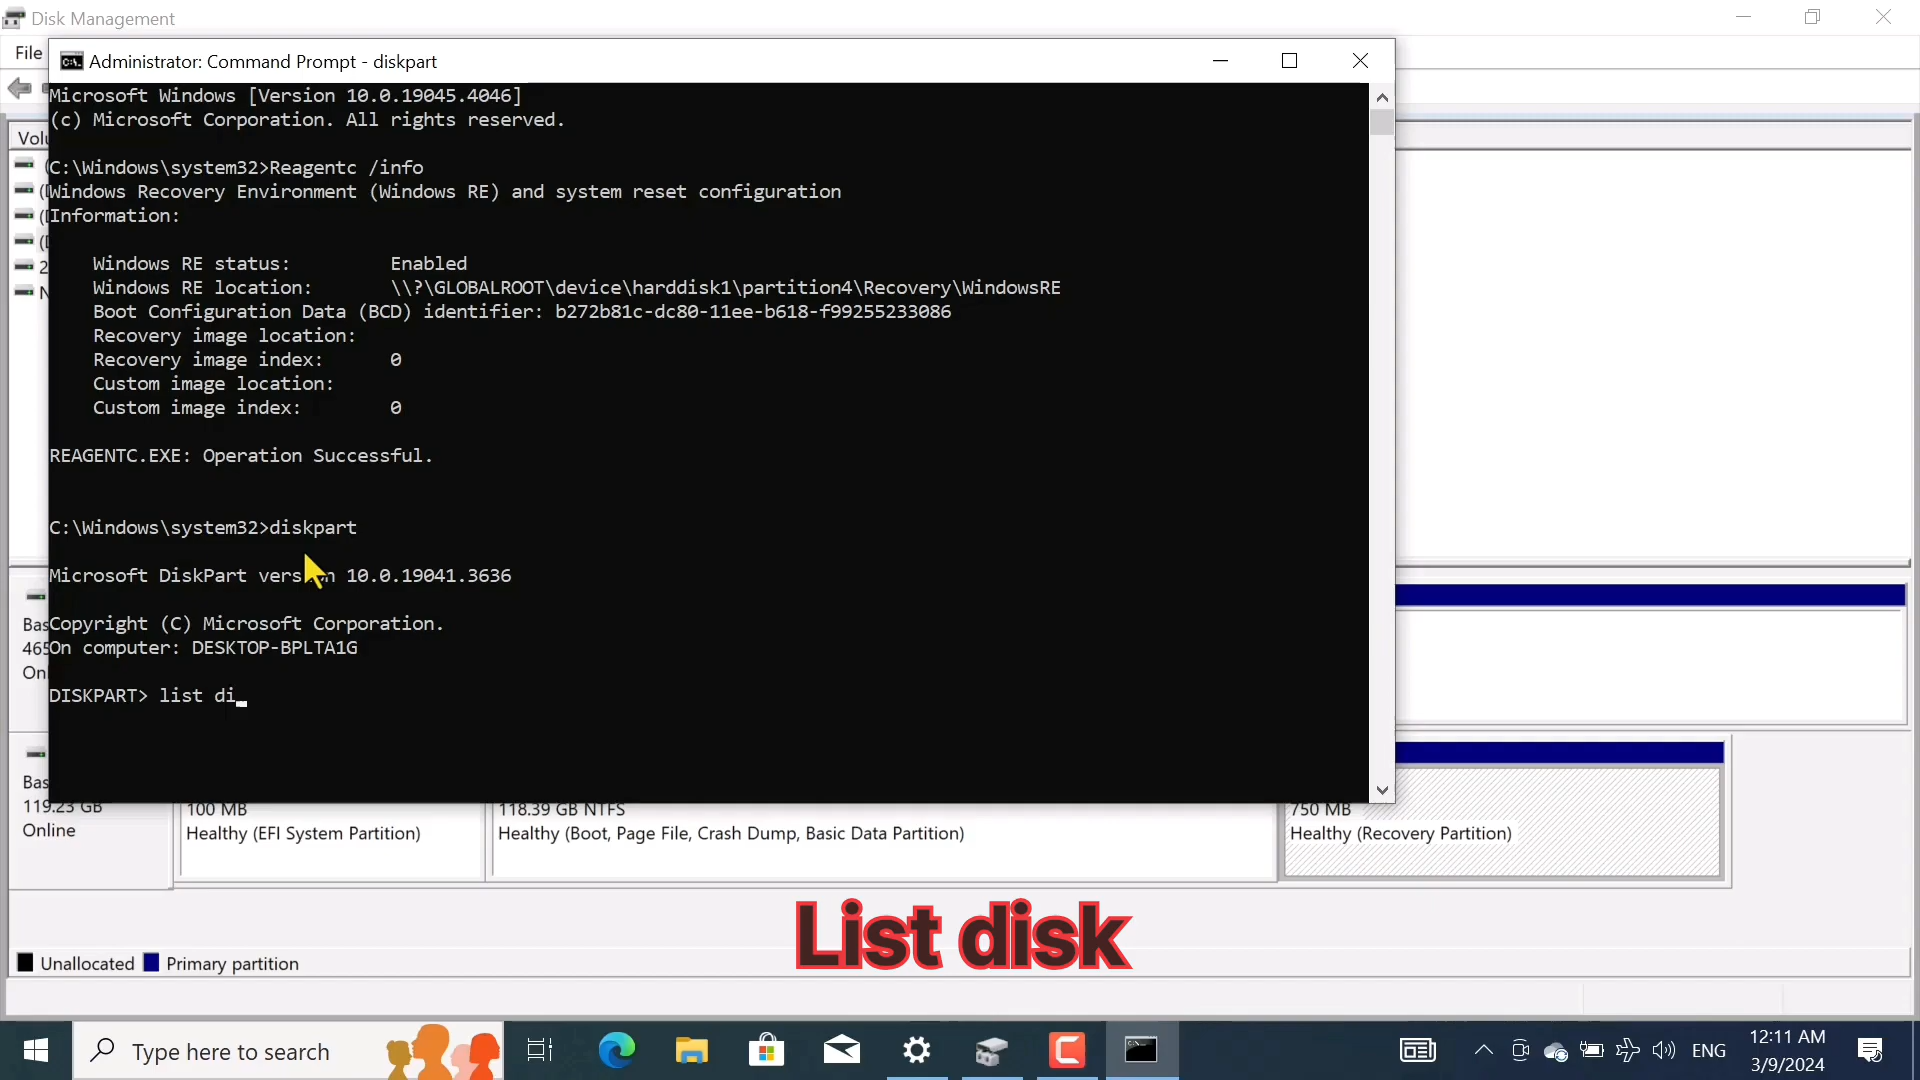 Disk Management
File
Administrator: Command Prompt - diskpart
Microsoft Windows [Version 10.0.19045.4046]
(c) Microsoft Corporation. All rights reserved.
C:\Windows\system32>Reagentc /info
Windows Recovery Environment (Windows RE) and system reset configuration
Information:
Windows RE status: Enabled
Windows RE location: \\?\GLOBALROOT\device\harddisk1\partition4\Recovery\WindowsRE
Boot Configuration Data (BCD) identifier: b272b81c-dc80-11ee-b618-f99255233086
Recovery image location:
Recovery image index: 0
Custom image location:
Custom image index: 0
REAGENTC.EXE: Operation Successful.
C:\Windows\system32>diskpart
Microsoft DiskPart version 10.0.19041.3636
Copyright (C) Microsoft Corporation.
On computer: DESKTOP-BPLTA1G
DISKPART> list di
119.23 GB
Online
100 MB
Healthy (EFI System Partition)
118.39 GB NTFS
Healthy (Boot, Page File, Crash Dump, Basic Data Partition)
750 MB
Healthy (Recovery Partition)
List disk
Unallocated
Primary partition
Type here to search
ENG
12:11 AM
3/9/2024